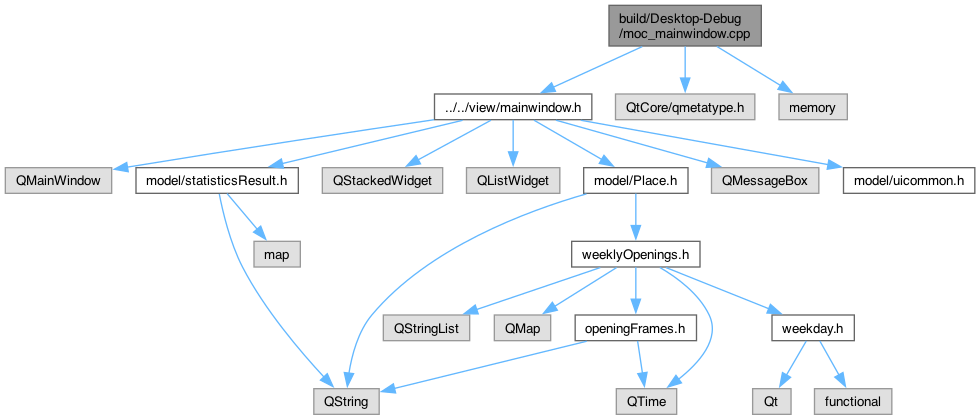 build/Desktop-Debug
/moc_mainwindow.cpp
../../view/mainwindow.h
QtCore/qmetatype.h
memory
QMainWindow
model/statisticsResult.h
QStackedWidget
QListWidget
model/Place.h
QMessageBox
model/uicommon.h
map
weeklyOpenings.h
QStringList
QMap
openingFrames.h
weekday.h
QString
QTime
Qt
functional